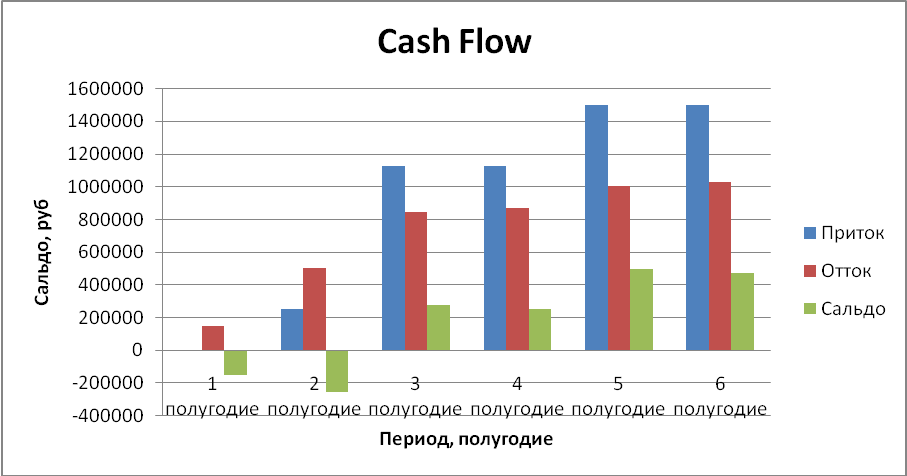 Cash Flow
1600000
1400000
1200000
1000000
800000
600000
400000
200000
0
-200000
-400000
Сальдо, руб
1 полугодие
2 полугодие
3 полугодие
4 полугодие
5 полугодие
6 полугодие
Период, полугодие
Приток
Отток
Сальдо